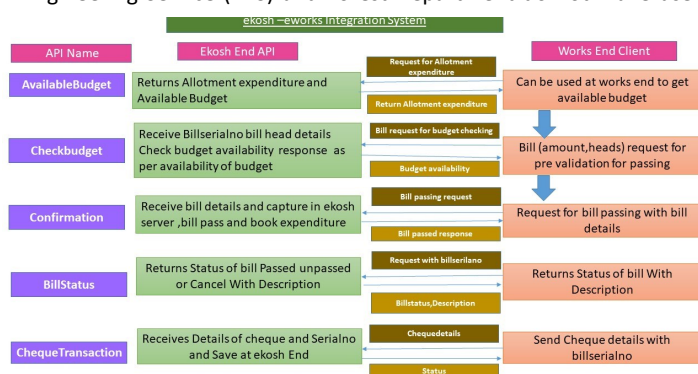 ekosh –eworks Integration System
API Name
Ekosh End API
Works End Client
AvailableBudget
Returns Allotment expenditure and
Available Budget
Request for Allotment
expenditure
Return Allotment expenditure
Can be used at works end to get
available budget
Checkbudget
Receive Billserialno bill head details
Check budget availability response as
per availability of budget
Bill request for budget checking
Budget availability
Bill (amount,heads) request for
pre validation for passing
Confirmation
Receive bill details and capture in ekosh
server ,bill pass and book expenditure
Bill passing request
Bill passed response
Request for bill passing with bill
details
BillStatus
Returns Status of bill Passed unpassed
or Cancel With Description
Request with billserilano
Billstatus,Description
Returns Status of bill With
Description
ChequeTransaction
Receives Details of cheque and Serialno
and Save at ekosh End
Chequedetails
Status
Send Cheque details with
billserialno